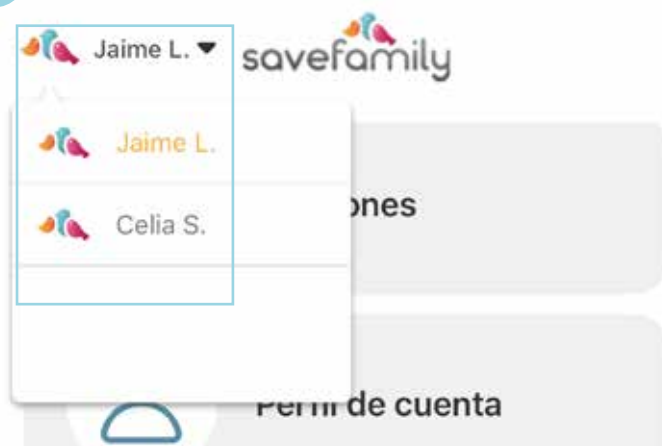 Jaime L.
savefamily
Jaime L.
Celia S.
ones
Perfil de cuenta